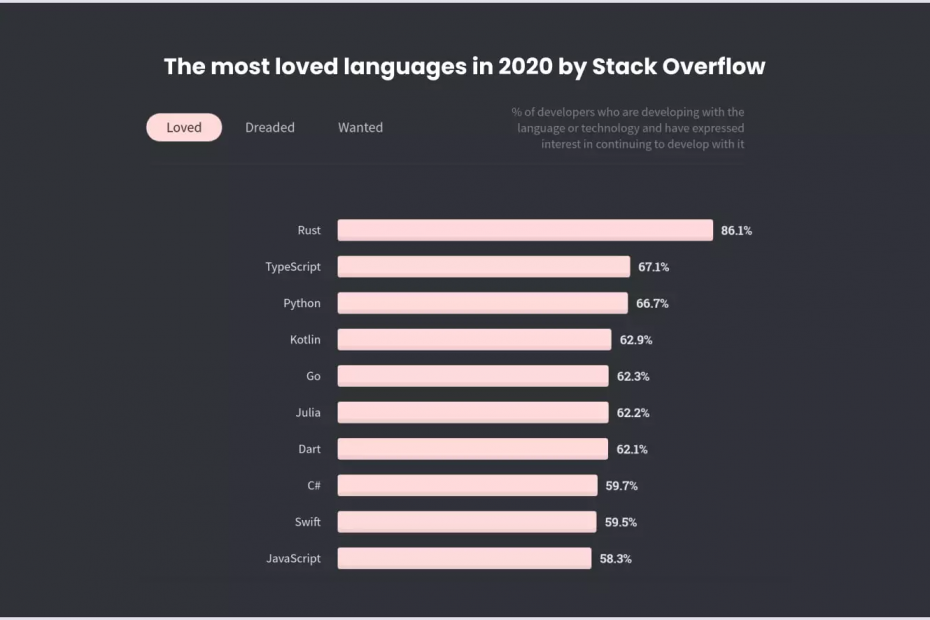 The most loved languages in 2020 by Stack Overflow
Loved Dreaded Wanted
% of developers who are developing with the
language or technology and have expressed
interest in continuing to develop with it
Rust 86.1%
TypeScript 67.1%
Python 66.7%
Kotlin 62.9%
Go 62.3%
Julia 62.2%
Dart 62.1%
C# 59.7%
Swift 59.5%
JavaScript 58.3%